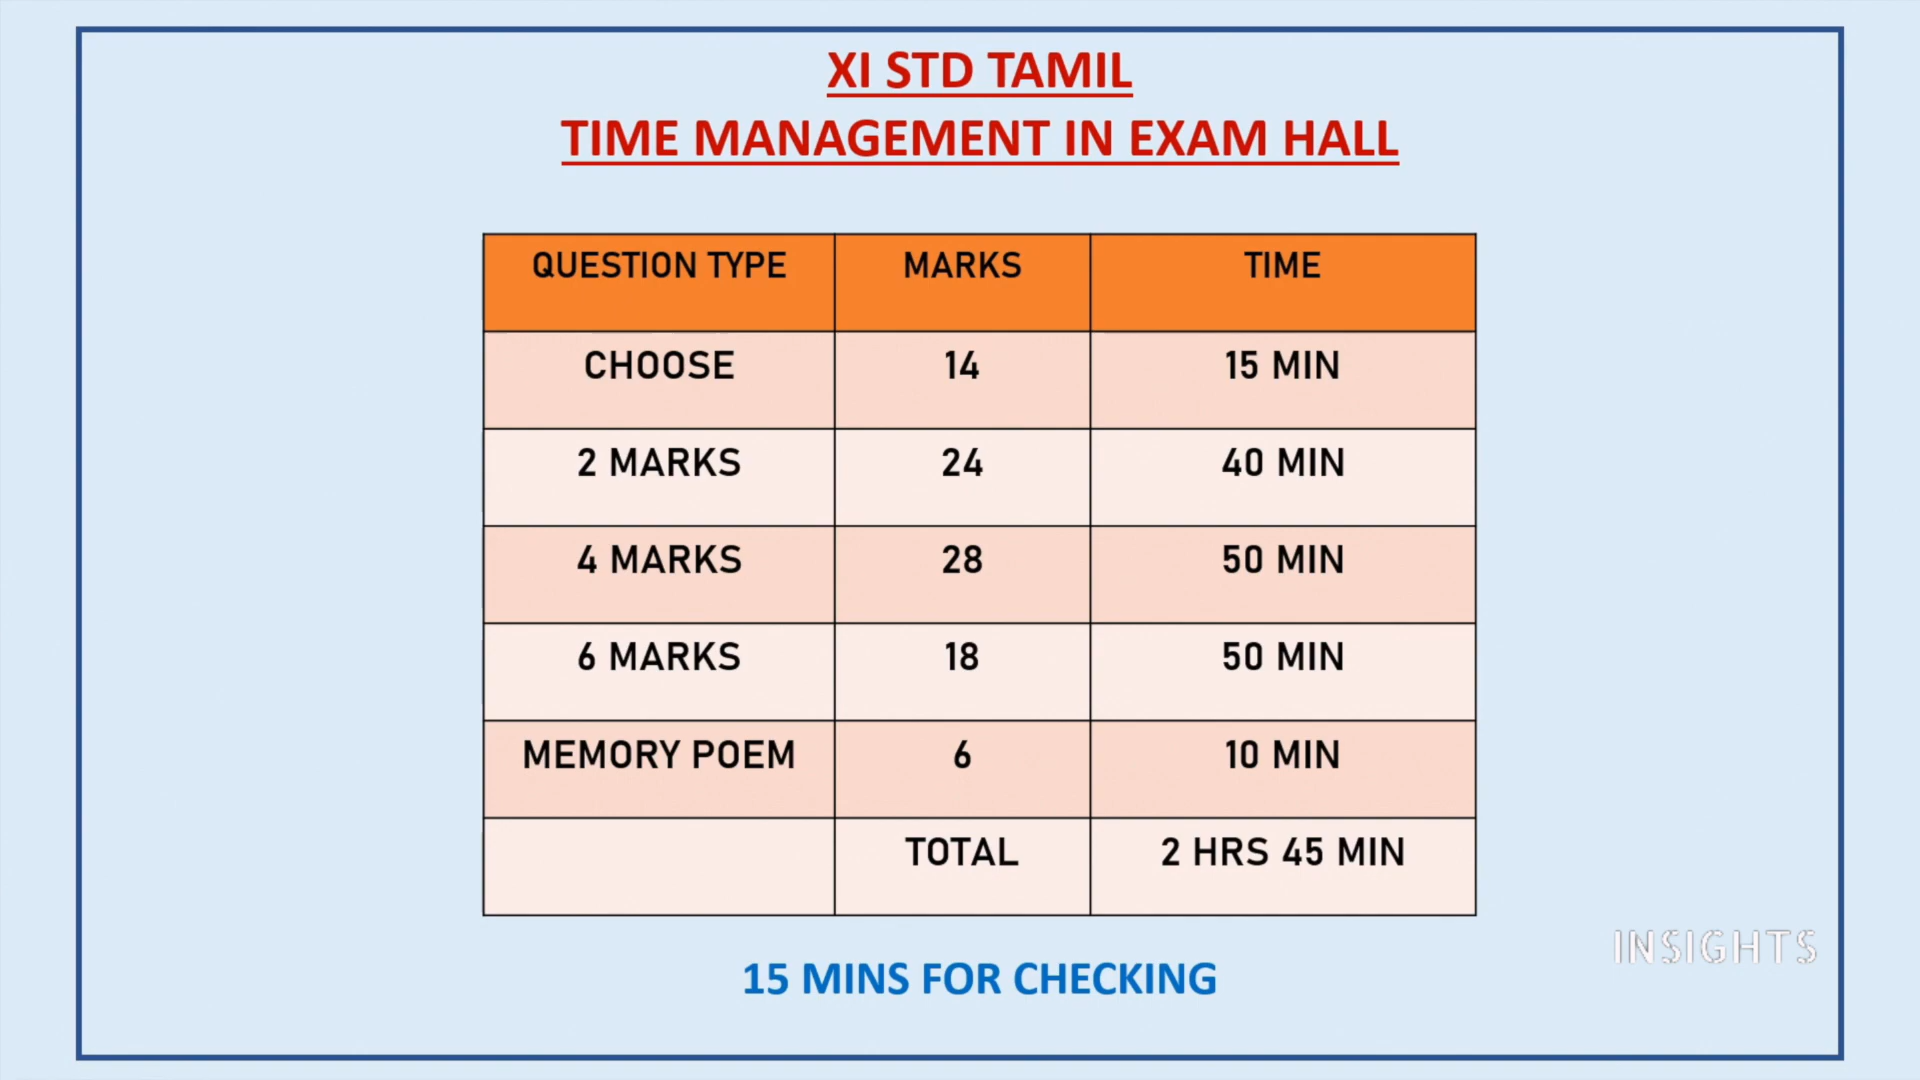 XI STD TAMIL
TIME MANAGEMENT IN EXAM HALL
QUESTION TYPE MARKS TIME
CHOOSE 14 15 MIN
2 MARKS 24 40 MIN
4 MARKS 28 50 MIN
6 MARKS 18 50 MIN
MEMORY POEM 6 10 MIN
TOTAL 2 HRS 45 MIN
INSIGHTS
15 MINS FOR CHECKING